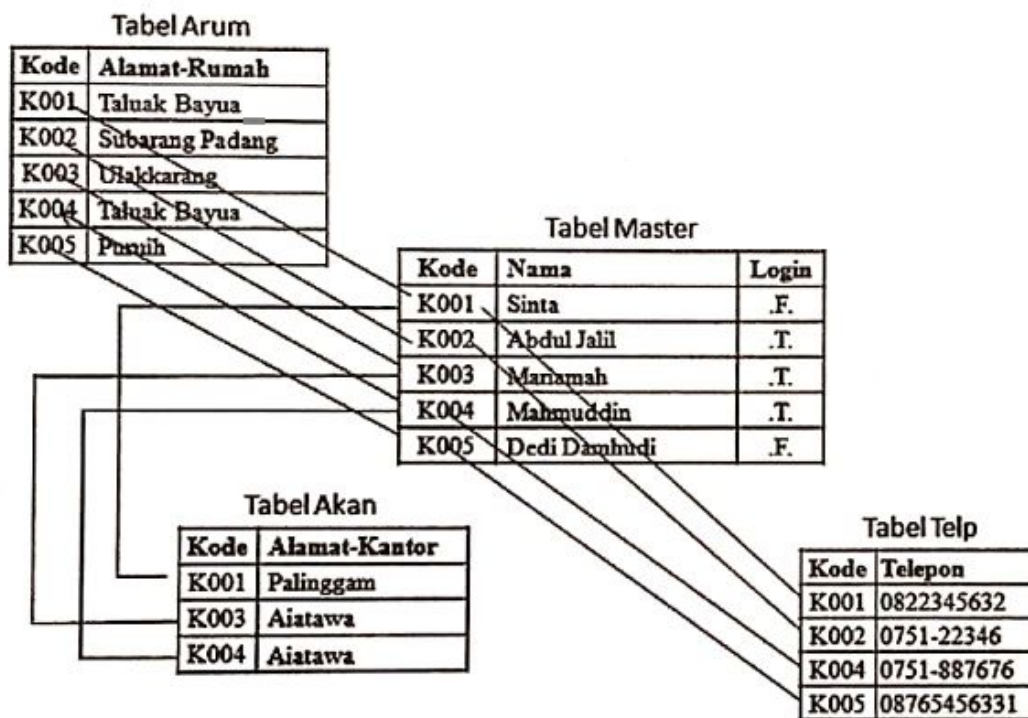 Tabel Arum
Kode Alamat-Rumah
K001 Taluak Bayua
K002 Subarang Padang
K003 Ulakkarang
K004 Taluak Bayua
K005 Puruih
Tabel Master
Kode Nama Login
K001 Sinta .F.
K002 Abdul Jalil .T.
K003 Mariamah .T.
K004 Mahmuddin .T.
K005 Dedi Damhudi .F.
Tabel Akan
Kode Alamat-Kantor
K001 Palinggam
K003 Aiatawa
K004 Aiatawa
Tabel Telp
Kode Telepon
K001 0822345632
K002 0751-22346
K004 0751-887676
K005 08765456331